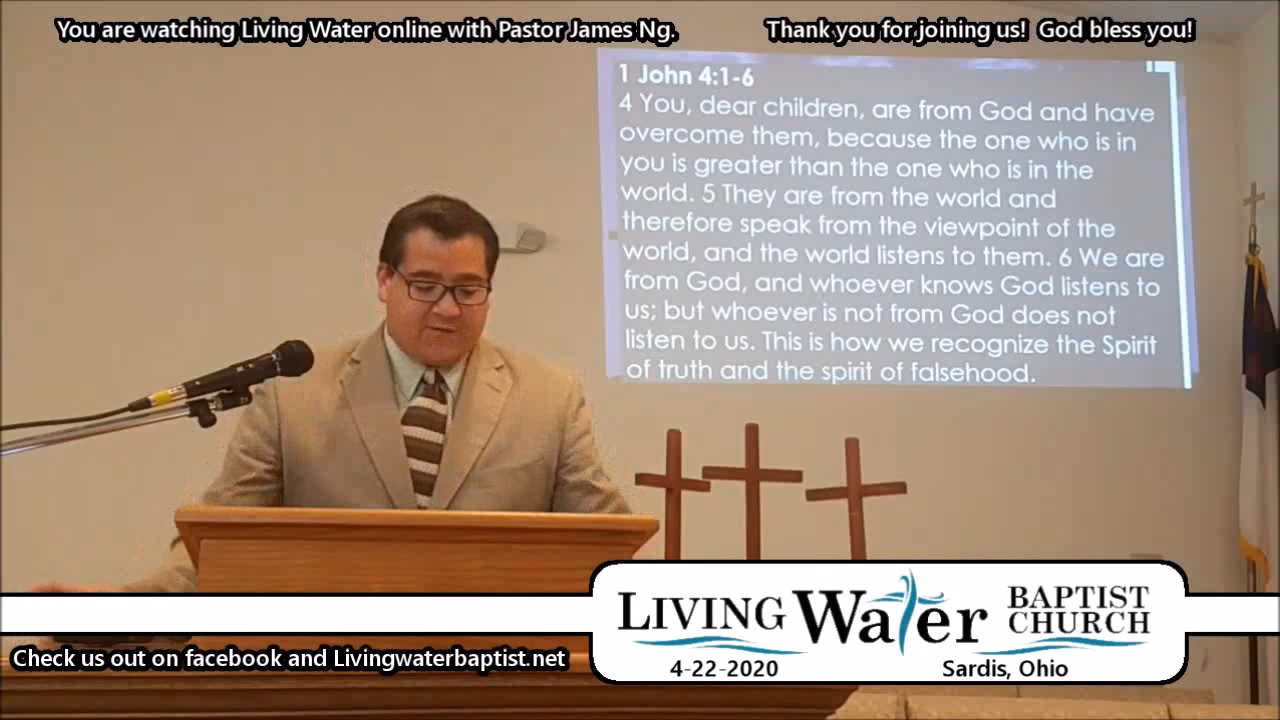 You are watching Living Water online with Pastor James Ng. Thank you for joining us! God bless you!
1 John 4:1-6
4 You, dear children, are from God and have
overcome them, because the one who is in
you is greater than the one who is in the
world. 5 They are from the world and
therefore speak from the viewpoint of the
world, and the world listens to them. 6 We are
from God, and whoever knows God listens to
us; but whoever is not from God does not
listen to us. This is how we recognize the Spirit
of truth and the spirit of falsehood.
LIVING Water BAPTIST
CHURCH
4-22-2020 Sardis, Ohio
Check us out on facebook and Livingwaterbaptist.net